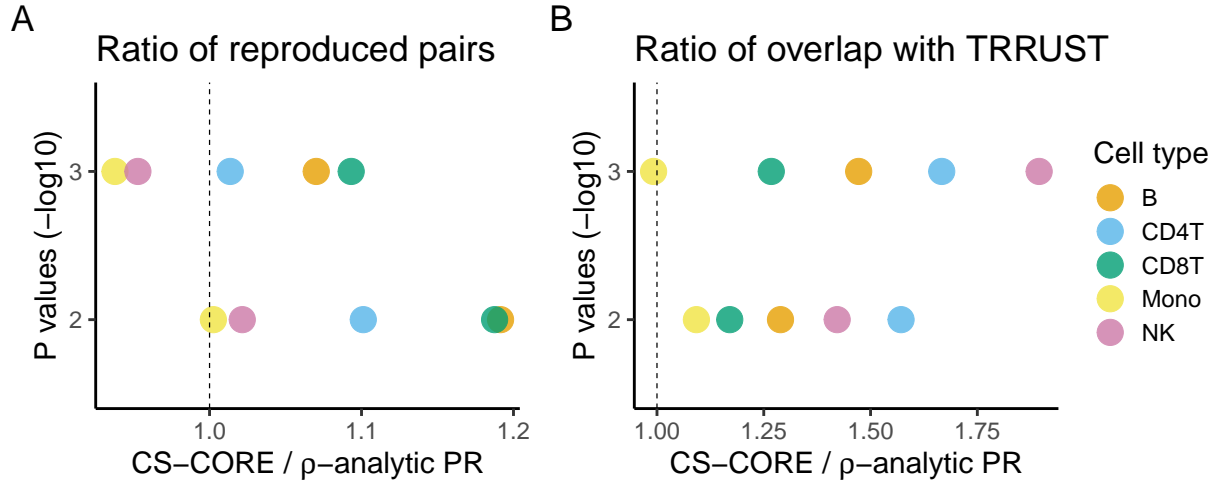 A
Ratio of reproduced pairs
P values (−log10)
3
2
1.0
1.1
1.2
CS−CORE / ρ−analytic PR
B
Ratio of overlap with TRRUST
P values (−log10)
3
2
1.00
1.25
1.50
1.75
CS−CORE / ρ−analytic PR
Cell type
B
CD4T
CD8T
Mono
NK